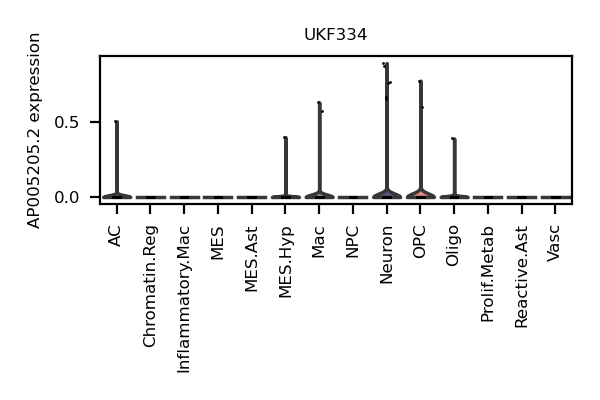 UKF334
AP005205.2 expression
0.5
0.0
AC
Chromatin.Reg
Inflammatory.Mac
MES
MES.Ast
MES.Hyp
Mac
NPC
Neuron
OPC
Oligo
Prolif.Metab
Reactive.Ast
Vasc